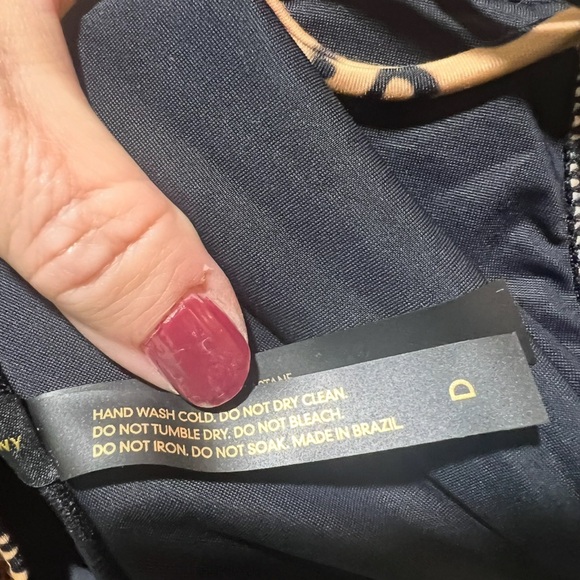 HAND WASH COLD. DO NOT DRY CLEAN.
DO NOT TUMBLE DRY. DO NOT BLEACH.
DO NOT IRON. DO NOT SOAK. MADE IN BRAZIL.
D